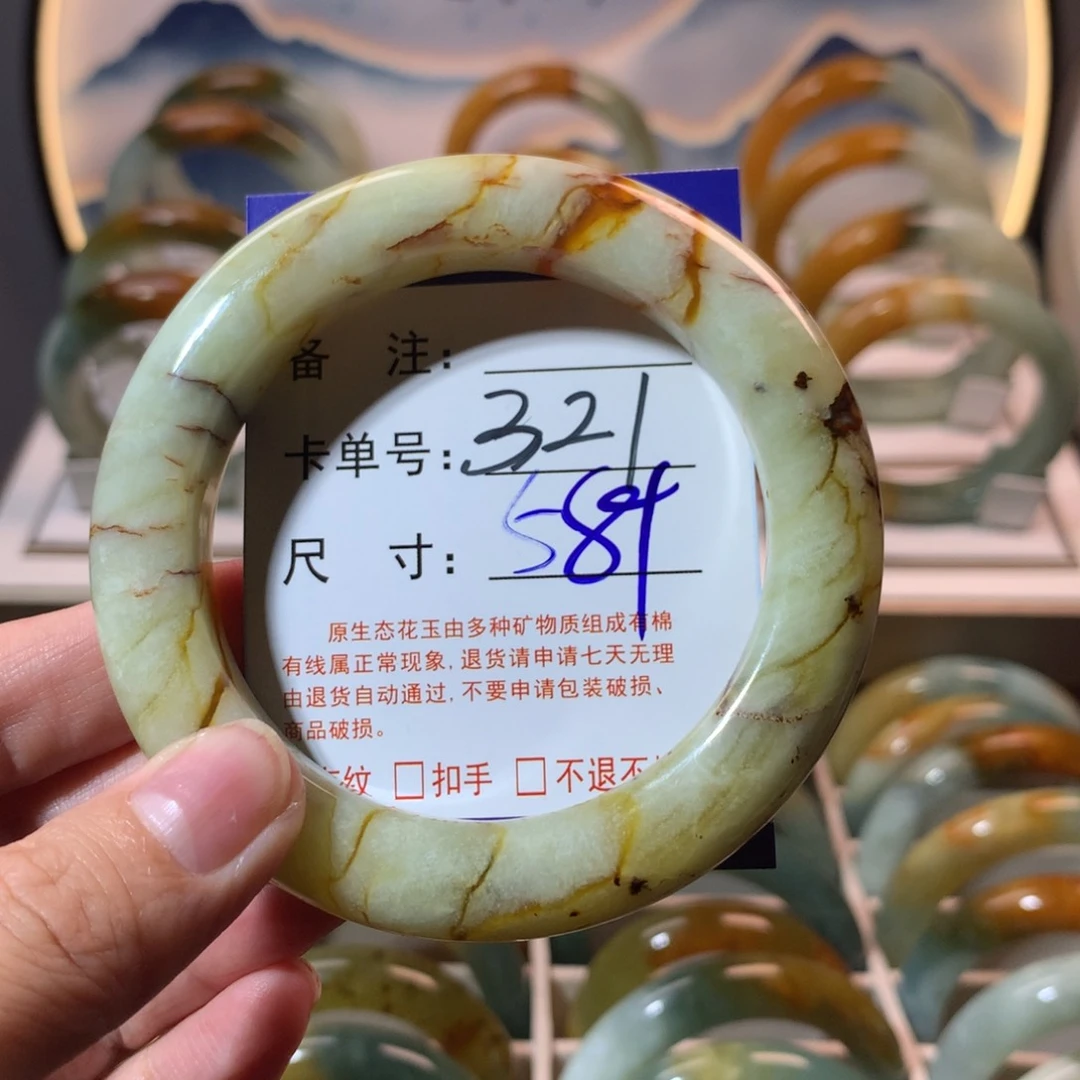 备 注:
卡单号: 321
尺 寸: 584
原生态花玉由多种矿物质组成有棉
有线属正常现象,退货请申请七天无理
由退货自动通过,不要申请包装破损、
商品破损。
纹 □扣手 □不退不